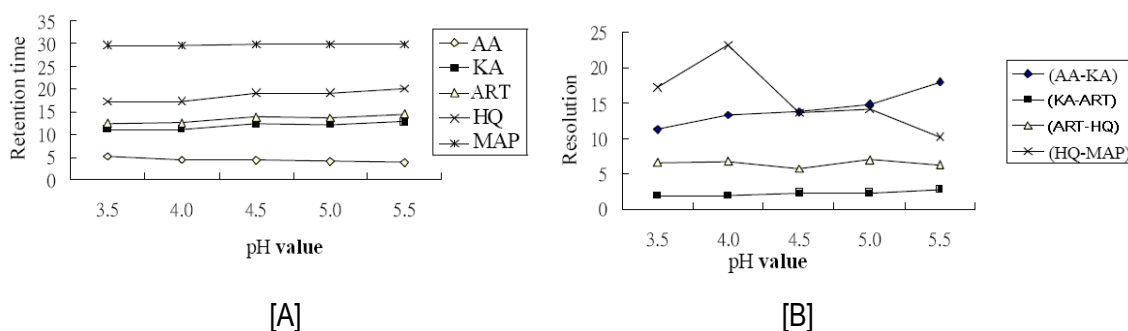 Retention time
35
30
25
20
15
10
5
0
3.5 4.0 4.5 5.0 5.5
pH value
AA
KA
ART
HQ
MAP
[A]
Resolution
25
20
15
10
5
0
3.5 4.0 4.5 5.0 5.5
pH value
(AA-KA)
(KA-ART)
(ART-HQ)
(HQ-MAP)
[B]